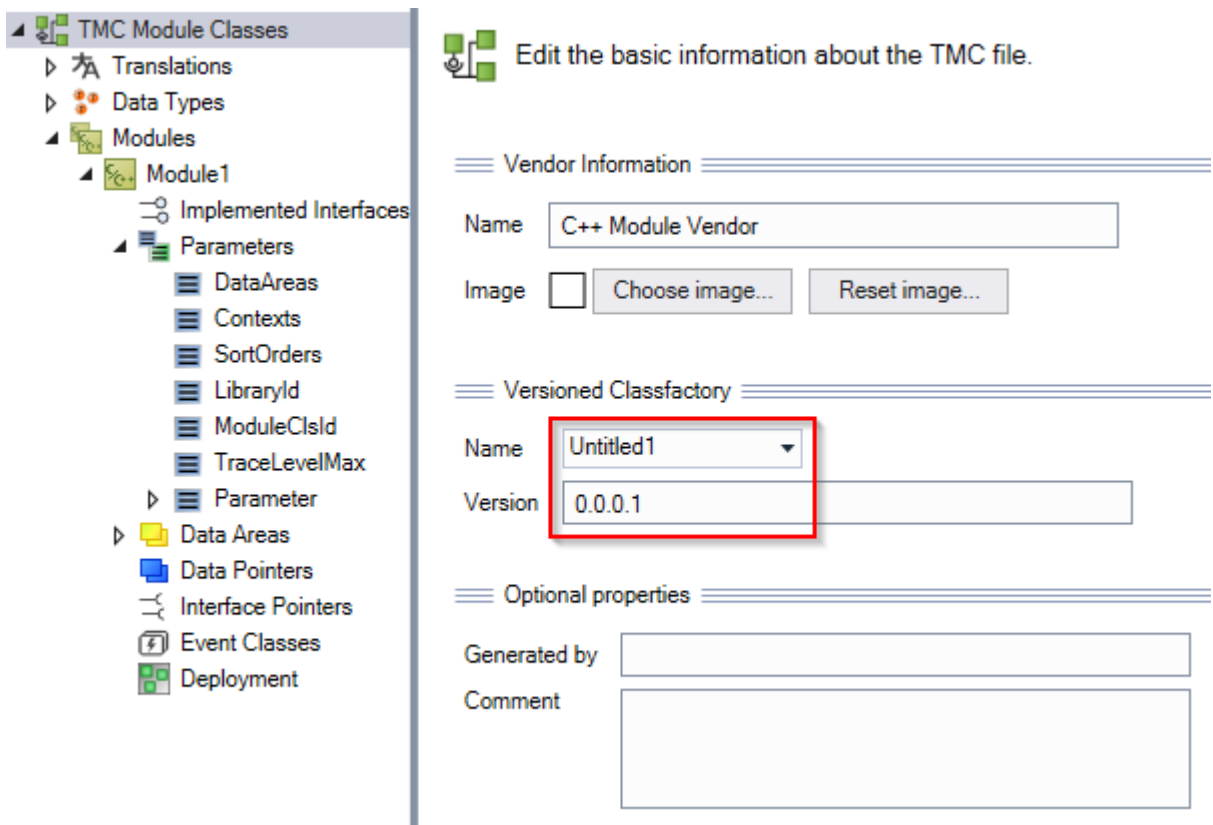 TMC Module Classes
Translations
Data Types
Modules
Module1
Implemented Interfaces
Parameters
DataAreas
Contexts
SortOrders
LibraryId
ModuleClsId
TraceLevelMax
Parameter
Data Areas
Data Pointers
Interface Pointers
Event Classes
Deployment
Edit the basic information about the TMC file.
Vendor Information
Name C++ Module Vendor
Image Choose image... Reset image...
Versioned Classfactory
Name Untitled1
Version 0.0.0.1
Optional properties
Generated by
Comment